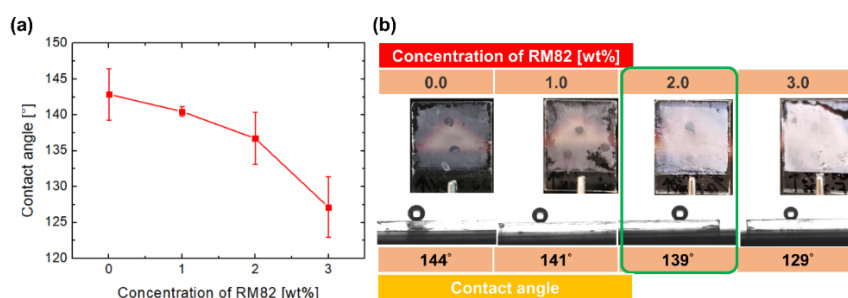 (a)
150
145
140
135
130
125
120
Contact angle [°]
0 1 2 3
Concentration of RM82 [wt%]
(b)
Concentration of RM82 [wt%]
0.0 1.0 2.0 3.0
144° 141° 139° 129°
Contact angle